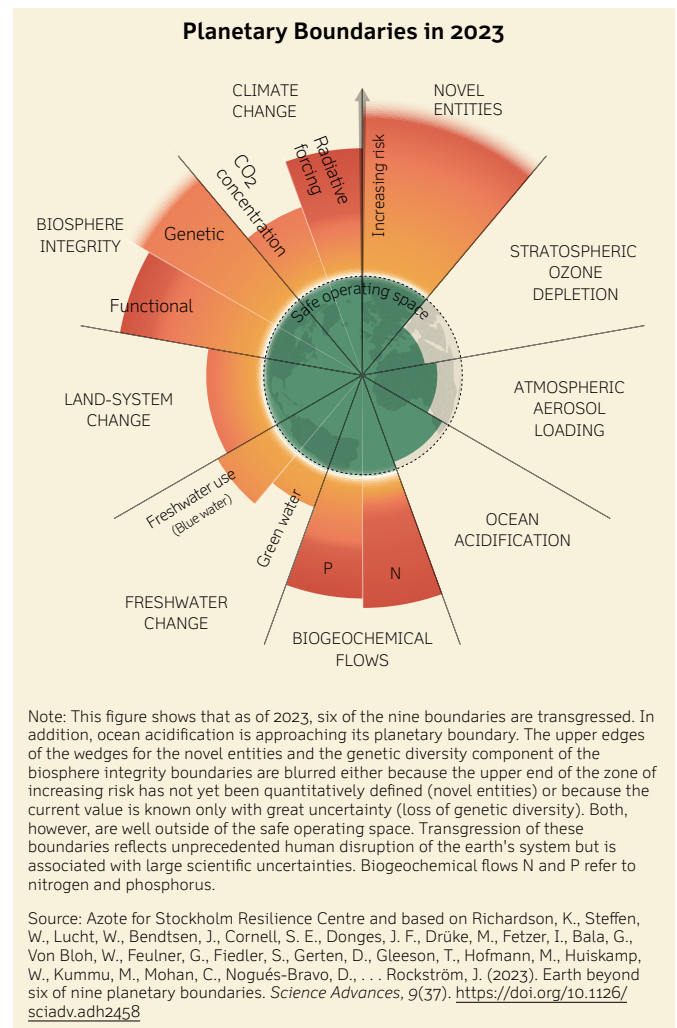 Planetary Boundaries in 2023
CLIMATE
CHANGE
NOVEL
ENTITIES
Increasing risk
Radiative
forcing
CO2
concentration
BIOSPHERE
INTEGRITY
Genetic
Functional
Safe operating space
STRATOSPHERIC
OZONE
DEPLETION
LAND-SYSTEM
CHANGE
ATMOSPHERIC
AEROSOL
LOADING
Freshwater use
(Blue water)
Green water
OCEAN
ACIDIFICATION
P
N
FRESHWATER
CHANGE
BIOGEOCHEMICAL
FLOWS
Note: This figure shows that as of 2023, six of the nine boundaries are transgressed. In
addition, ocean acidification is approaching its planetary boundary. The upper edges
of the wedges for the novel entities and the genetic diversity component of the
biosphere integrity boundaries are blurred either because the upper end of the zone of
increasing risk has not yet been quantitatively defined (novel entities) or because the
current value is known only with great uncertainty (loss of genetic diversity). Both,
however, are well outside of the safe operating space. Transgression of these
boundaries reflects unprecedented human disruption of the earth's system but is
associated with large scientific uncertainties. Biogeochemical flows N and P refer to
nitrogen and phosphorus.
Source: Azote for Stockholm Resilience Centre and based on Richardson, K., Steffen,
W., Lucht, W., Bendtsen, J., Cornell, S. E., Donges, J. F., Drüke, M., Fetzer, I., Bala, G.,
Von Bloh, W., Feulner, G., Fiedler, S., Gerten, D., Gleeson, T., Hofmann, M., Huiskamp,
W., Kummu, M., Mohan, C., Nogués-Bravo, D., . . . Rockström, J. (2023). Earth beyond
six of nine planetary boundaries. Science Advances, 9(37). https://doi.org/10.1126/
sciadv.adh2458